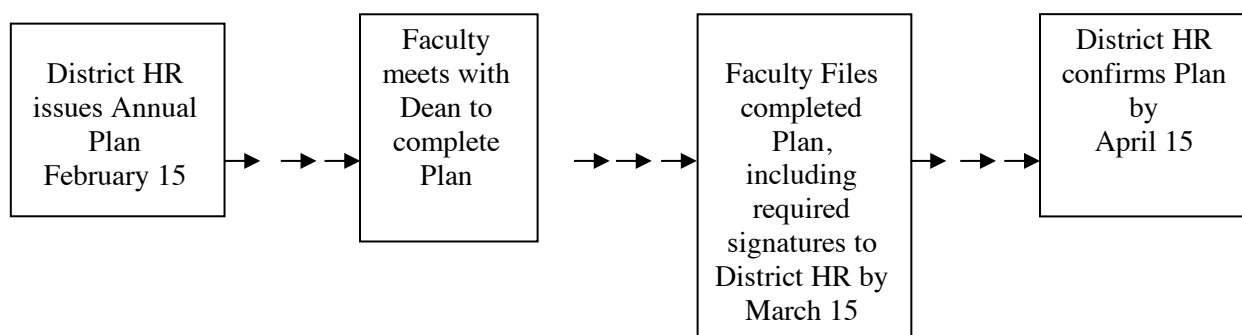 District HR
issues Annual
Plan
February 15
Faculty
meets with
Dean to
complete
Plan
Faculty Files
completed
Plan,
including
required
signatures to
District HR by
March 15
District HR
confirms Plan
by
April 15